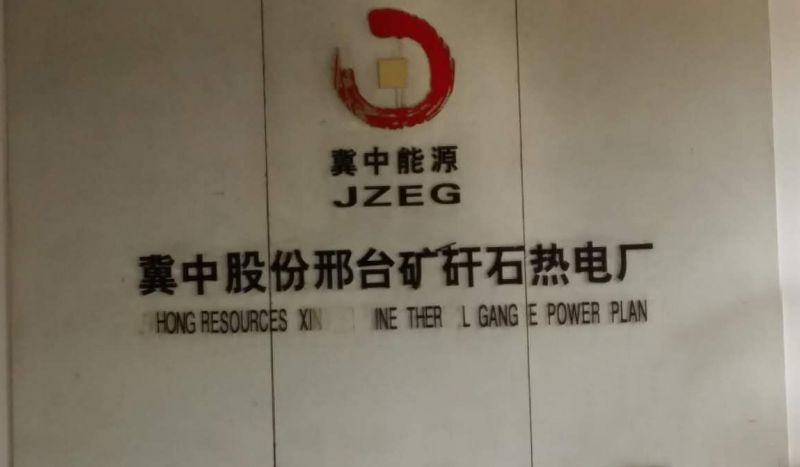 冀中能源
JZEG
冀中股份邢台矿矸石热电厂
HONG RESOURCES XI INE THER L GANG E POWER PLAN